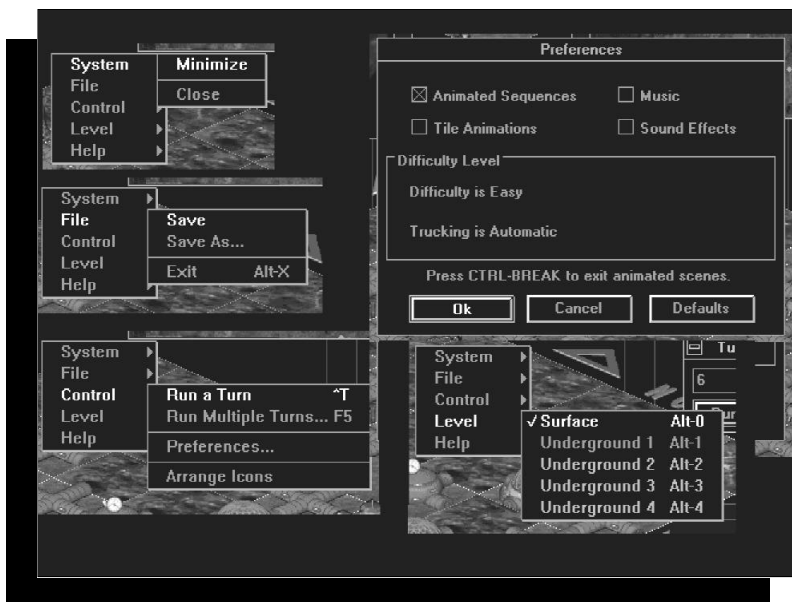 System
File
Control
Level
Help
Minimize
Close
System
File
Control
Level
Help
Save
Save As...
Exit Alt-X
System
File
Control
Level
Help
Run a Turn ^T
Run Multiple Turns... F5
Preferences...
Arrange Icons
Preferences
Animated Sequences Music
Tile Animations Sound Effects
Difficulty Level
Difficulty is Easy
Trucking is Automatic
Press CTRL-BREAK to exit animated scenes.
Ok Cancel Defaults
System
File
Control
Level
Help
✓ Surface Alt-0
Underground 1 Alt-1
Underground 2 Alt-2
Underground 3 Alt-3
Underground 4 Alt-4
Tu
6